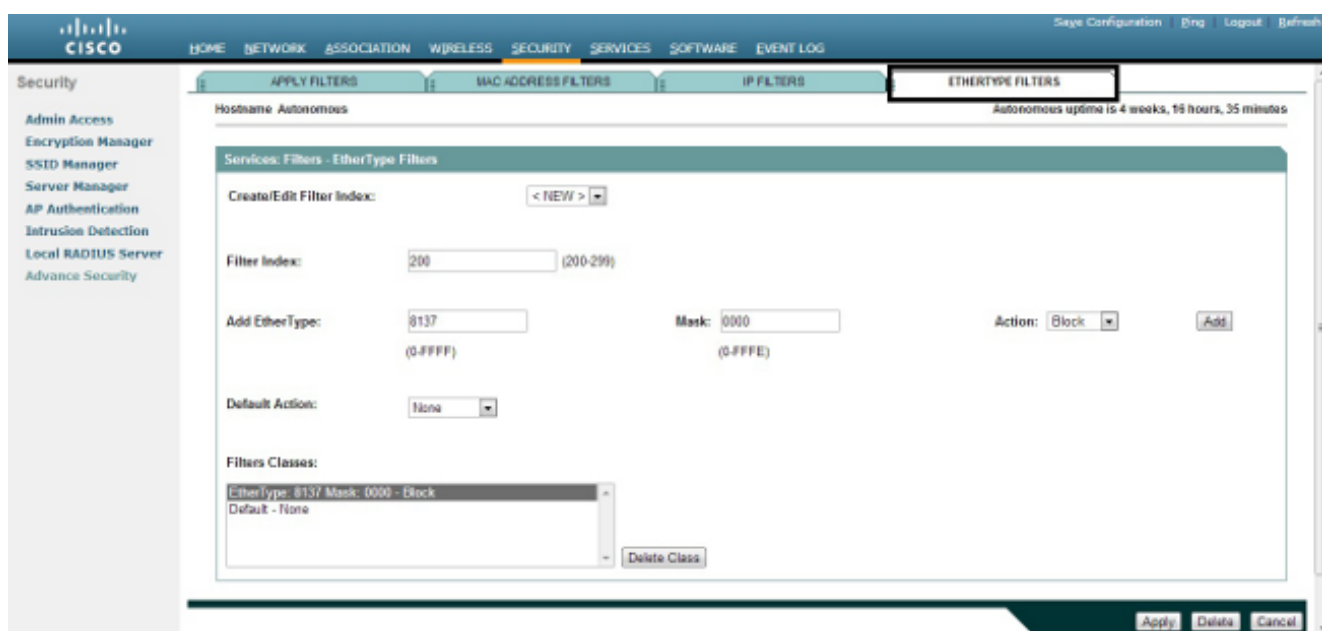 Save Configuration Ping Logout Refresh
CISCO
HOME NETWORK ASSOCIATION WIRELESS SECURITY SERVICES SOFTWARE EVENT LOG
Security
Admin Access
Encryption Manager
SSID Manager
Server Manager
AP Authentication
Intrusion Detection
Local RADIUS Server
Advance Security
APPLY FILTERS MAC ADDRESS FILTERS IP FILTERS ETHERTYPE FILTERS
Hostname Autonomous Autonomous uptime is 4 weeks, 16 hours, 35 minutes
Services: Filters - EtherType Filters
Create/Edit Filter Index: < NEW >
Filter Index: 200 (200-299)
Add EtherType: 8137 Mask: 0000 Action: Block Add
(0-FFFF) (0-FFFE)
Default Action: None
Filters Classes:
EtherType: 8137 Mask: 0000 - Block
Default - None
Delete Class
Apply Delete Cancel